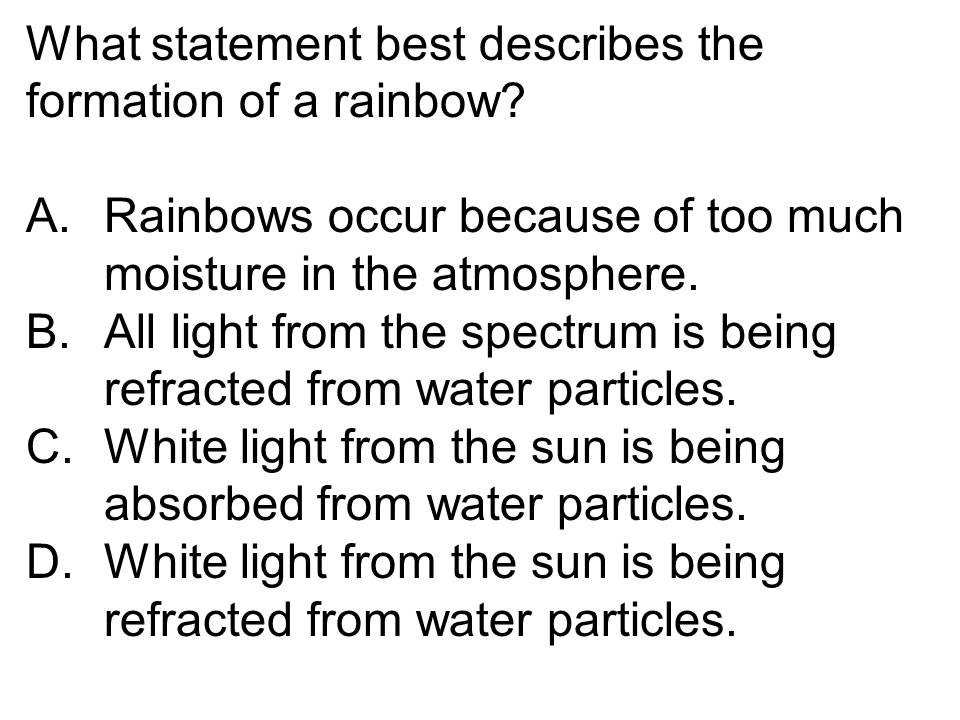 What statement best describes the
formation of a rainbow?
A. Rainbows occur because of too much
moisture in the atmosphere.
B. All light from the spectrum is being
refracted from water particles.
C. White light from the sun is being
absorbed from water particles.
D. White light from the sun is being
refracted from water particles.